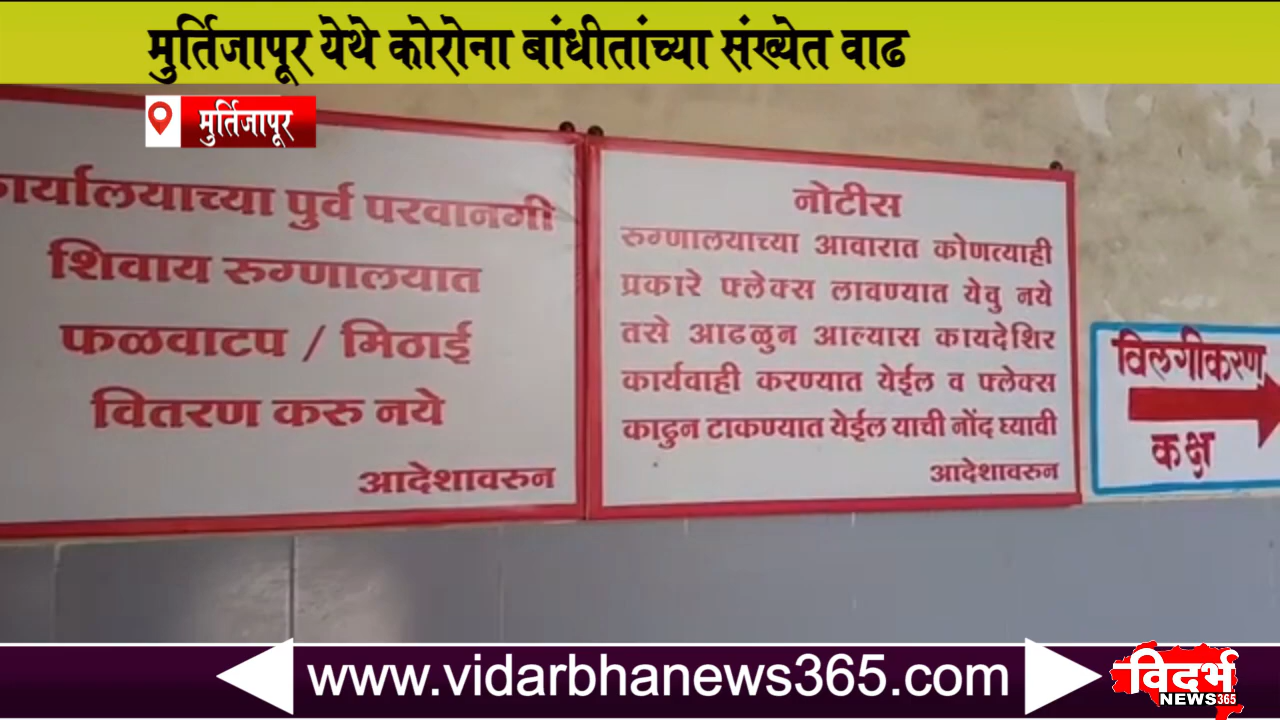 मुर्तिजापूर येथे कोरोना बांधीतांच्या संख्येत वाढ
मुर्तिजापूर
कार्यालयाच्या पुर्व परवानगी
शिवाय रुग्णालयात
फळवाटप / मिठाई
वितरण करु नये
आदेशावरुन
नोटीस
रुग्णालयाच्या आवारात कोणत्याही
प्रकारे फ्लेक्स लावण्यात येवु नये
तसे आढळुन आल्यास कायदेशिर
कार्यवाही करण्यात येईल व फ्लेक्स
काढुन टाकण्यात येईल याची नोंद घ्यावी
आदेशावरुन
विलगीकरण
कक्ष
www.vidarbhanews365.com
विदर्भ
NEWS365